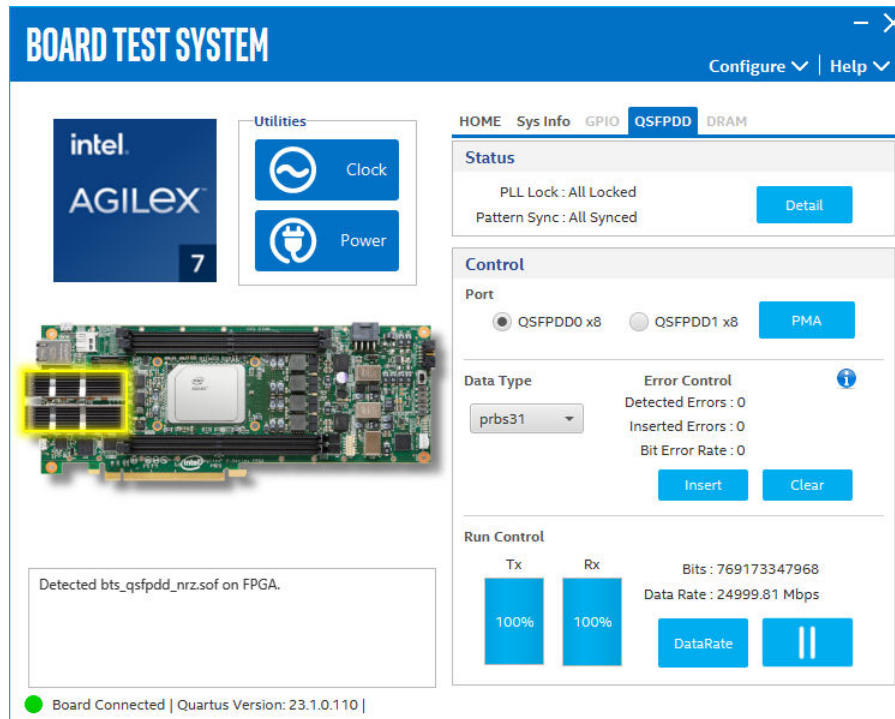 BOARD TEST SYSTEM
Configure
Help
intel.
AGILEX™
7
Utilities
Clock
Power
HOME Sys Info GPIO QSFPDD DRAM
Status
PLL Lock : All Locked
Pattern Sync : All Synced
Detail
Control
Port
QSFPDD0 x8
QSFPDD1 x8
PMA
Data Type
prbs31
Error Control
Detected Errors : 0
Inserted Errors : 0
Bit Error Rate : 0
Insert
Clear
Run Control
Tx
Rx
100%
100%
Bits : 769173347968
Data Rate : 24999.81 Mbps
DataRate
Detected bts_qsfpdd_nrz.sof on FPGA.
Board Connected | Quartus Version: 23.1.0.110 |